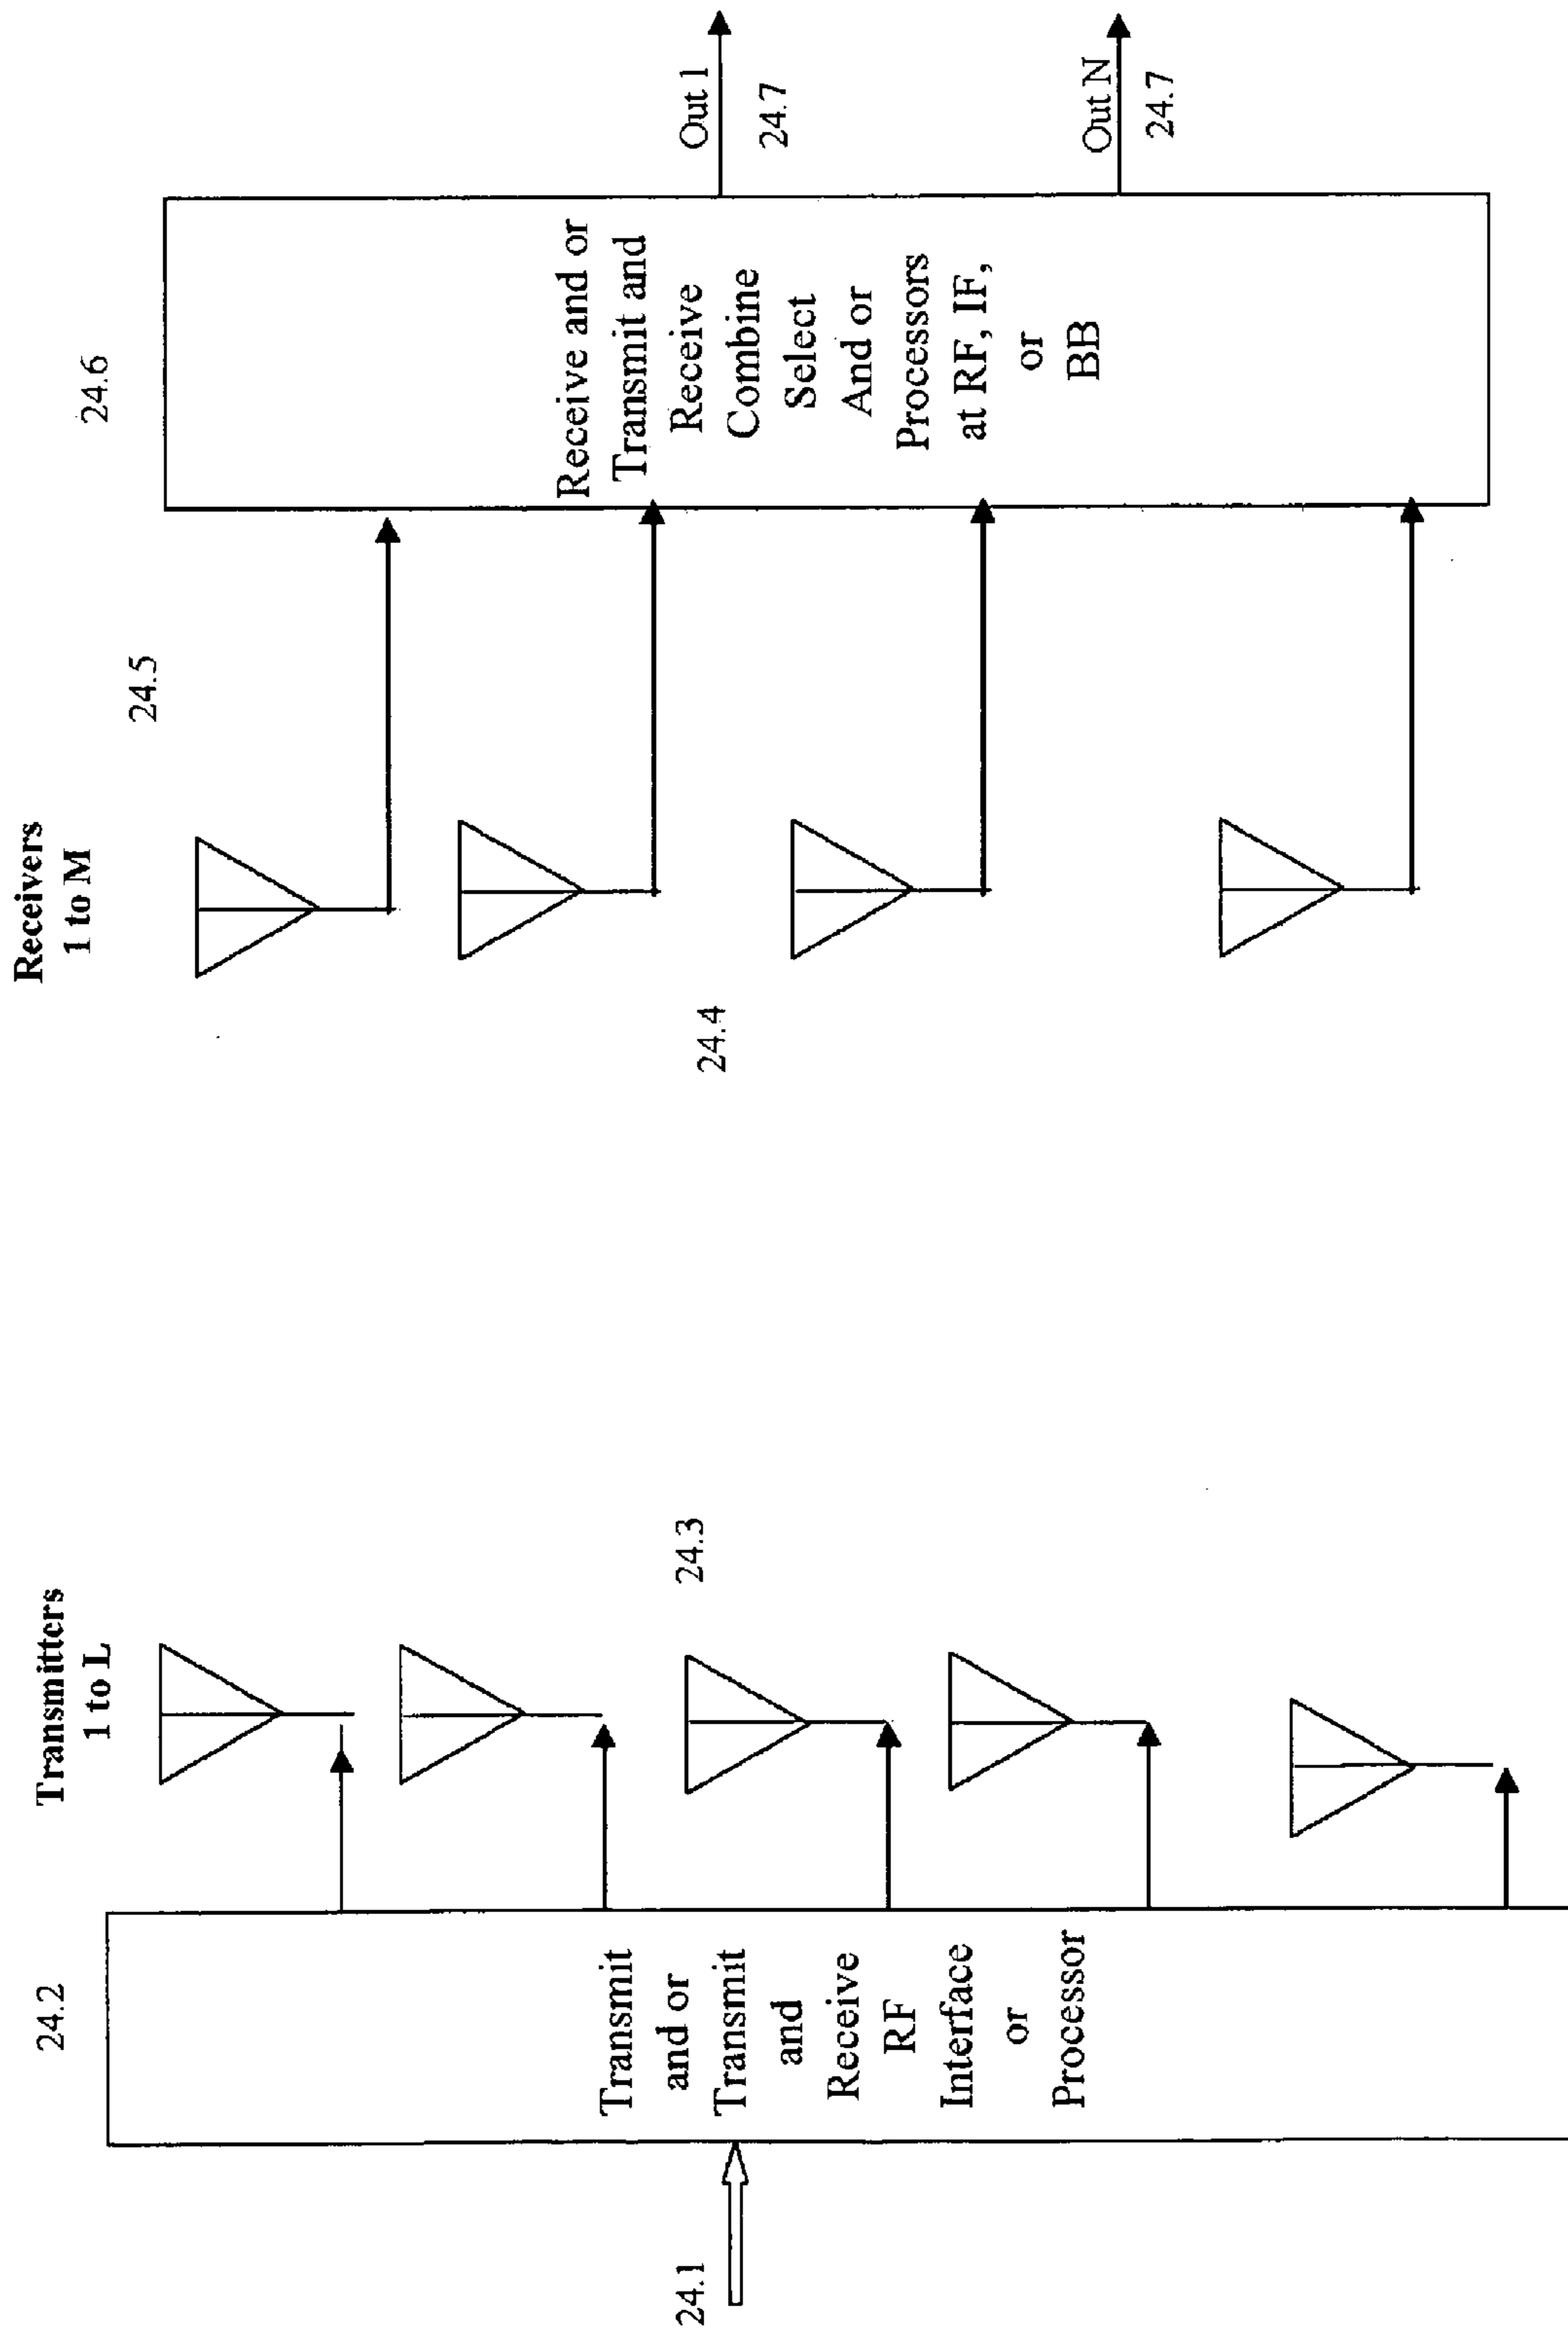 Transmitters
1 to L
Receivers
1 to M
24.1
24.2
Transmit
and or
Transmit
and
Receive
RF
Interface
or
Processor
24.3
24.4
24.5
24.6
Receive and or
Transmit and
Receive
Combine
Select
And or
Processors
at RF, IF,
or
BB
Out 1
24.7
Out N
24.7